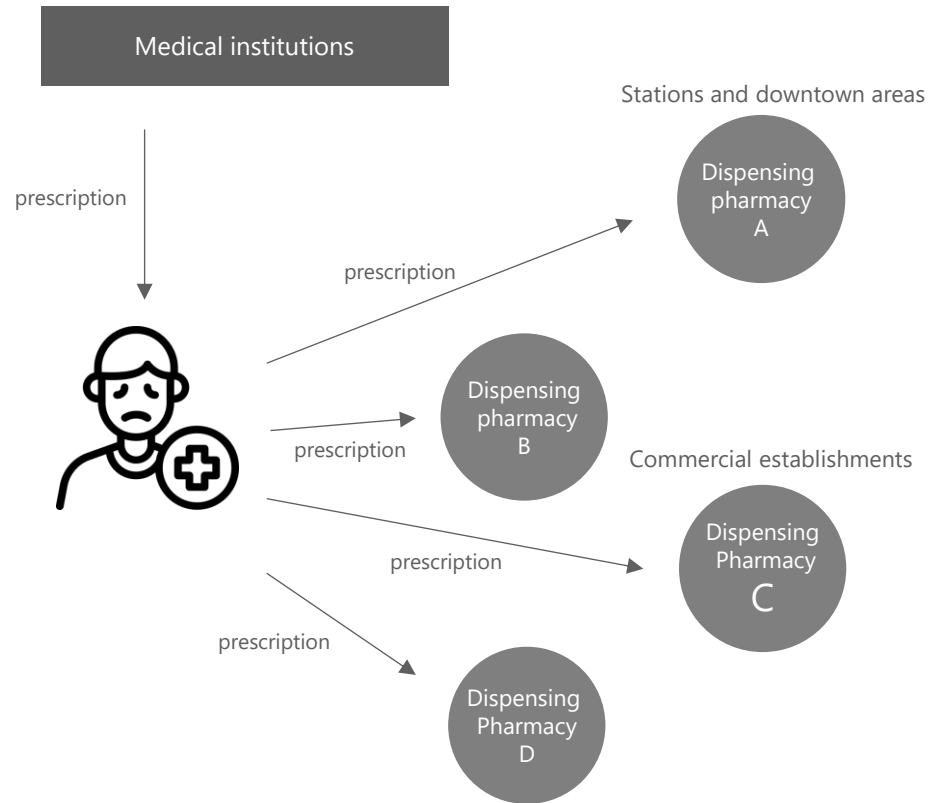 Medical institutions
Stations and downtown areas
Dispensing
pharmacy
A
prescription
prescription
Dispensing
pharmacy
B
prescription
Commercial establishments
Dispensing
Pharmacy
C
prescription
prescription
Dispensing
Pharmacy
D